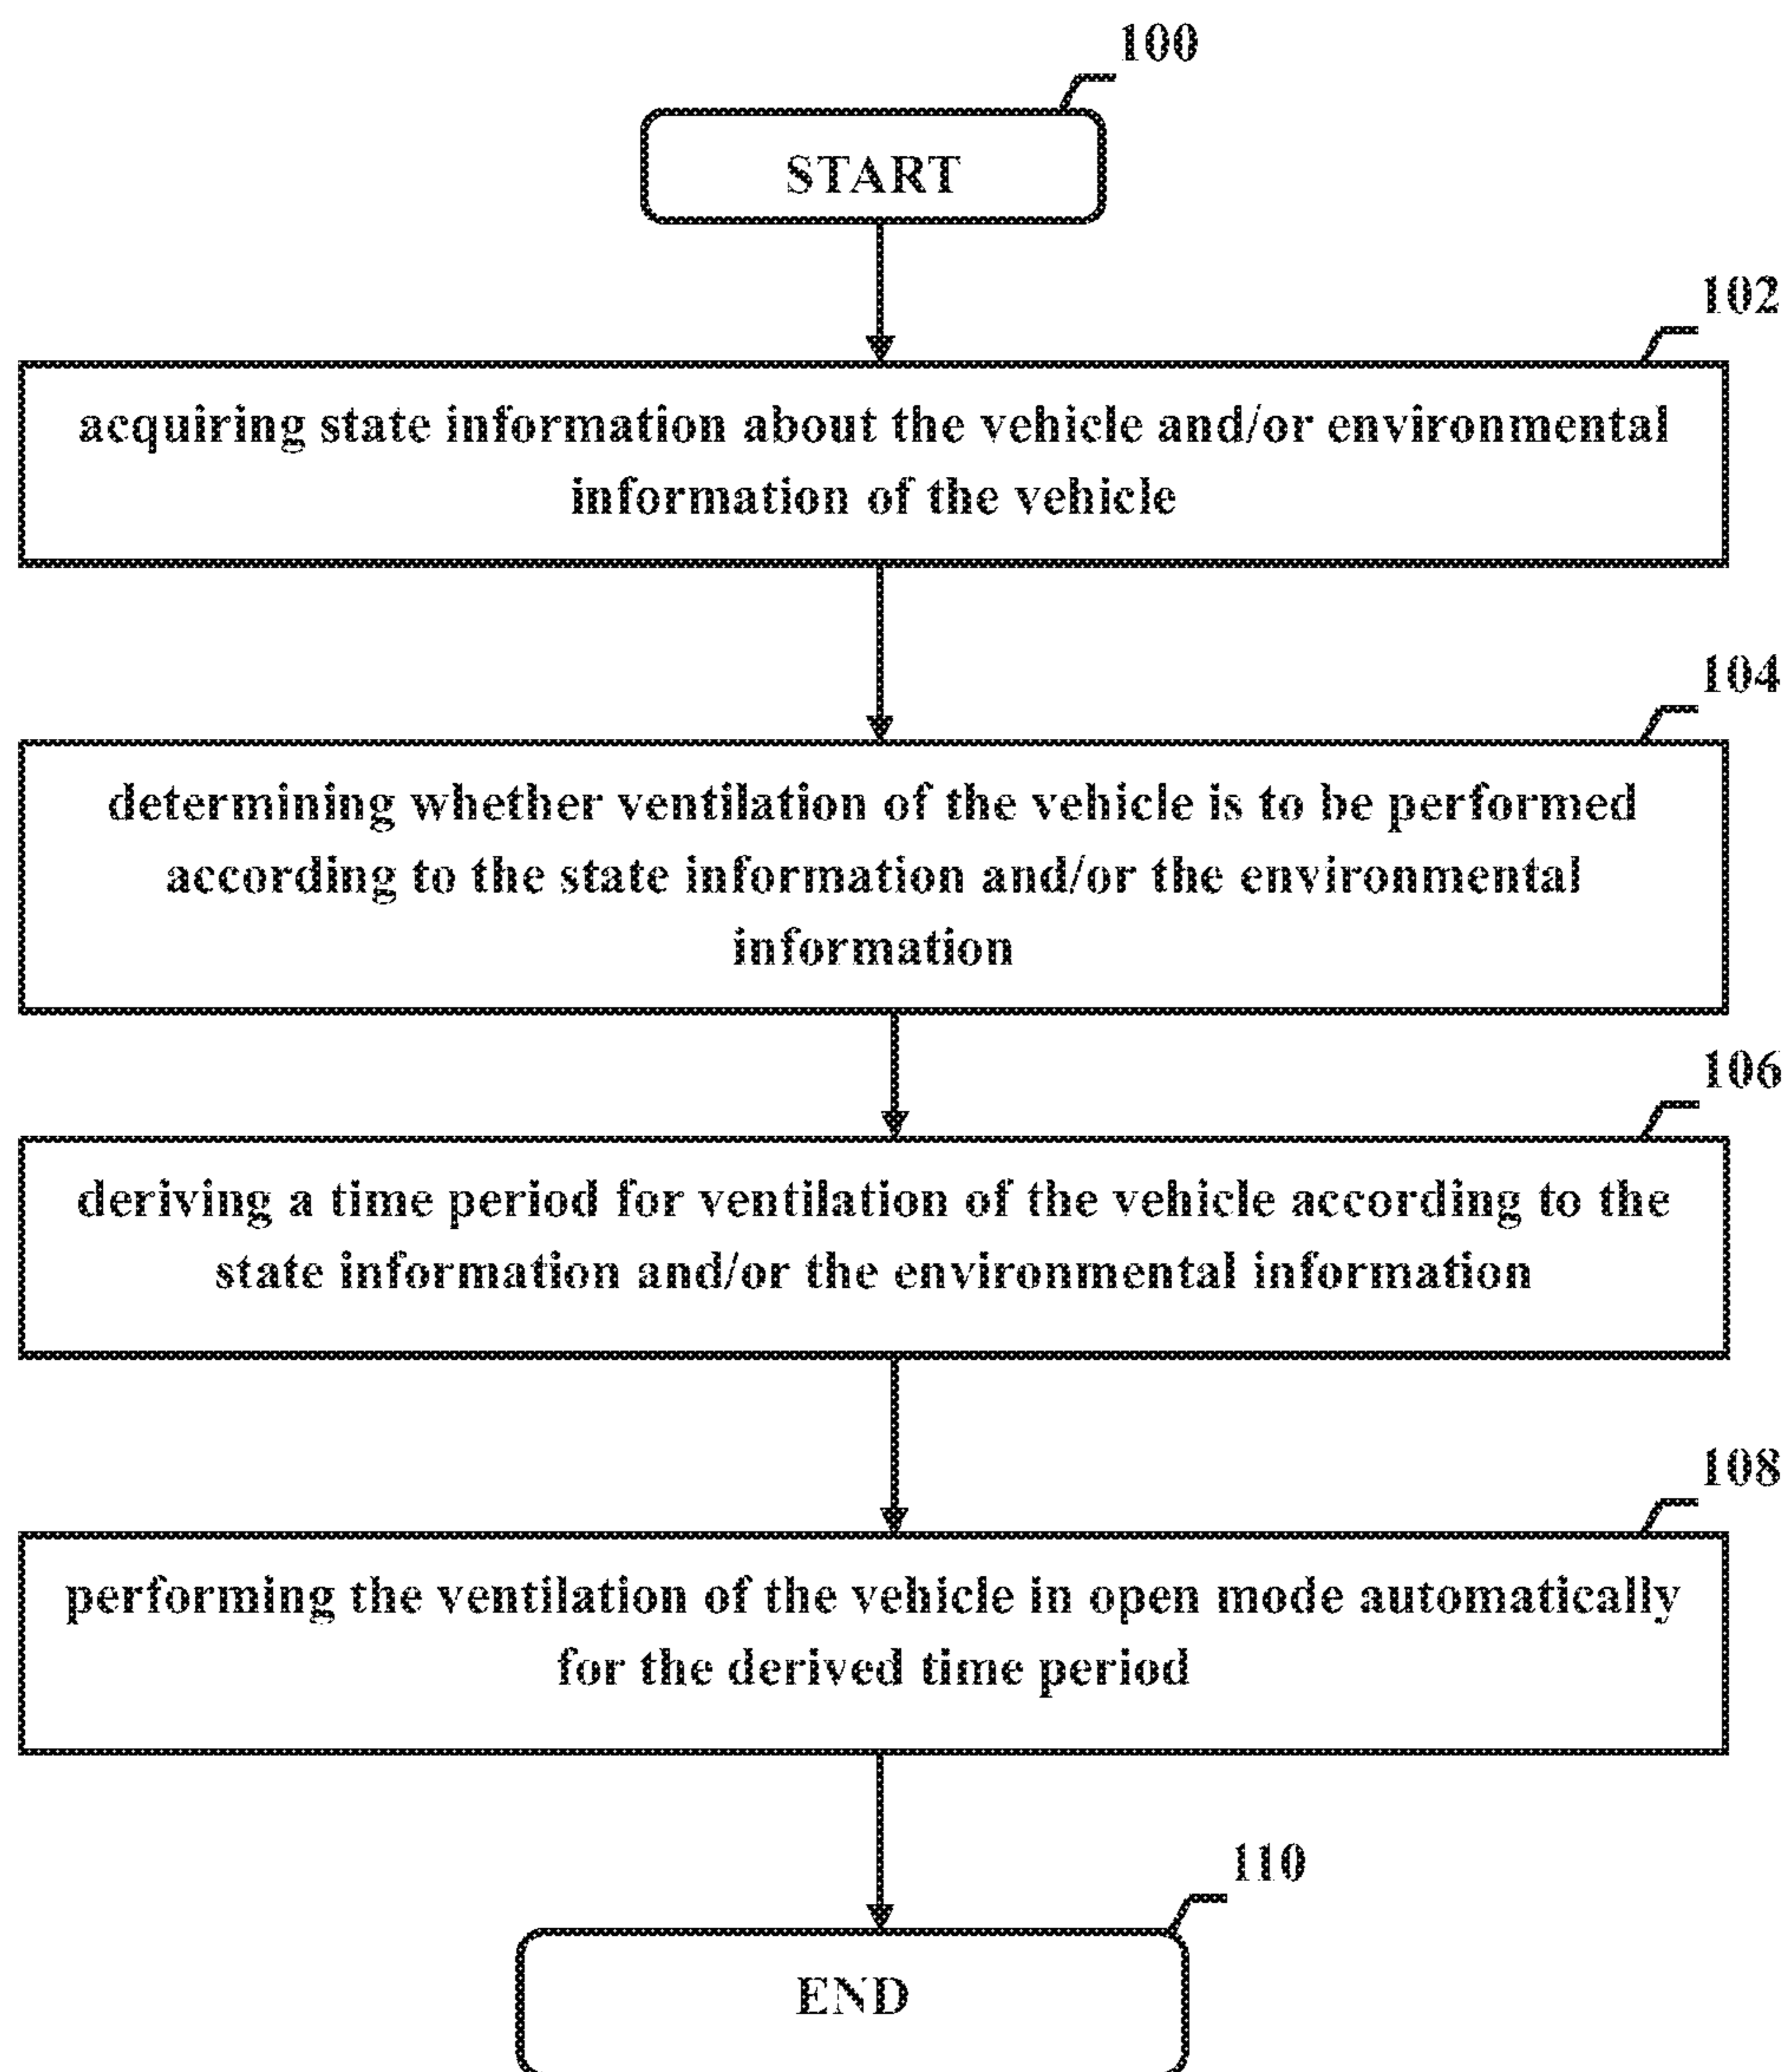 100
START
102
acquiring state information about the vehicle and/or environmental
information of the vehicle
104
determining whether ventilation of the vehicle is to be performed
according to the state information and/or the environmental
information
106
deriving a time period for ventilation of the vehicle according to the
state information and/or the environmental information
108
performing the ventilation of the vehicle in open mode automatically
for the derived time period
110
END